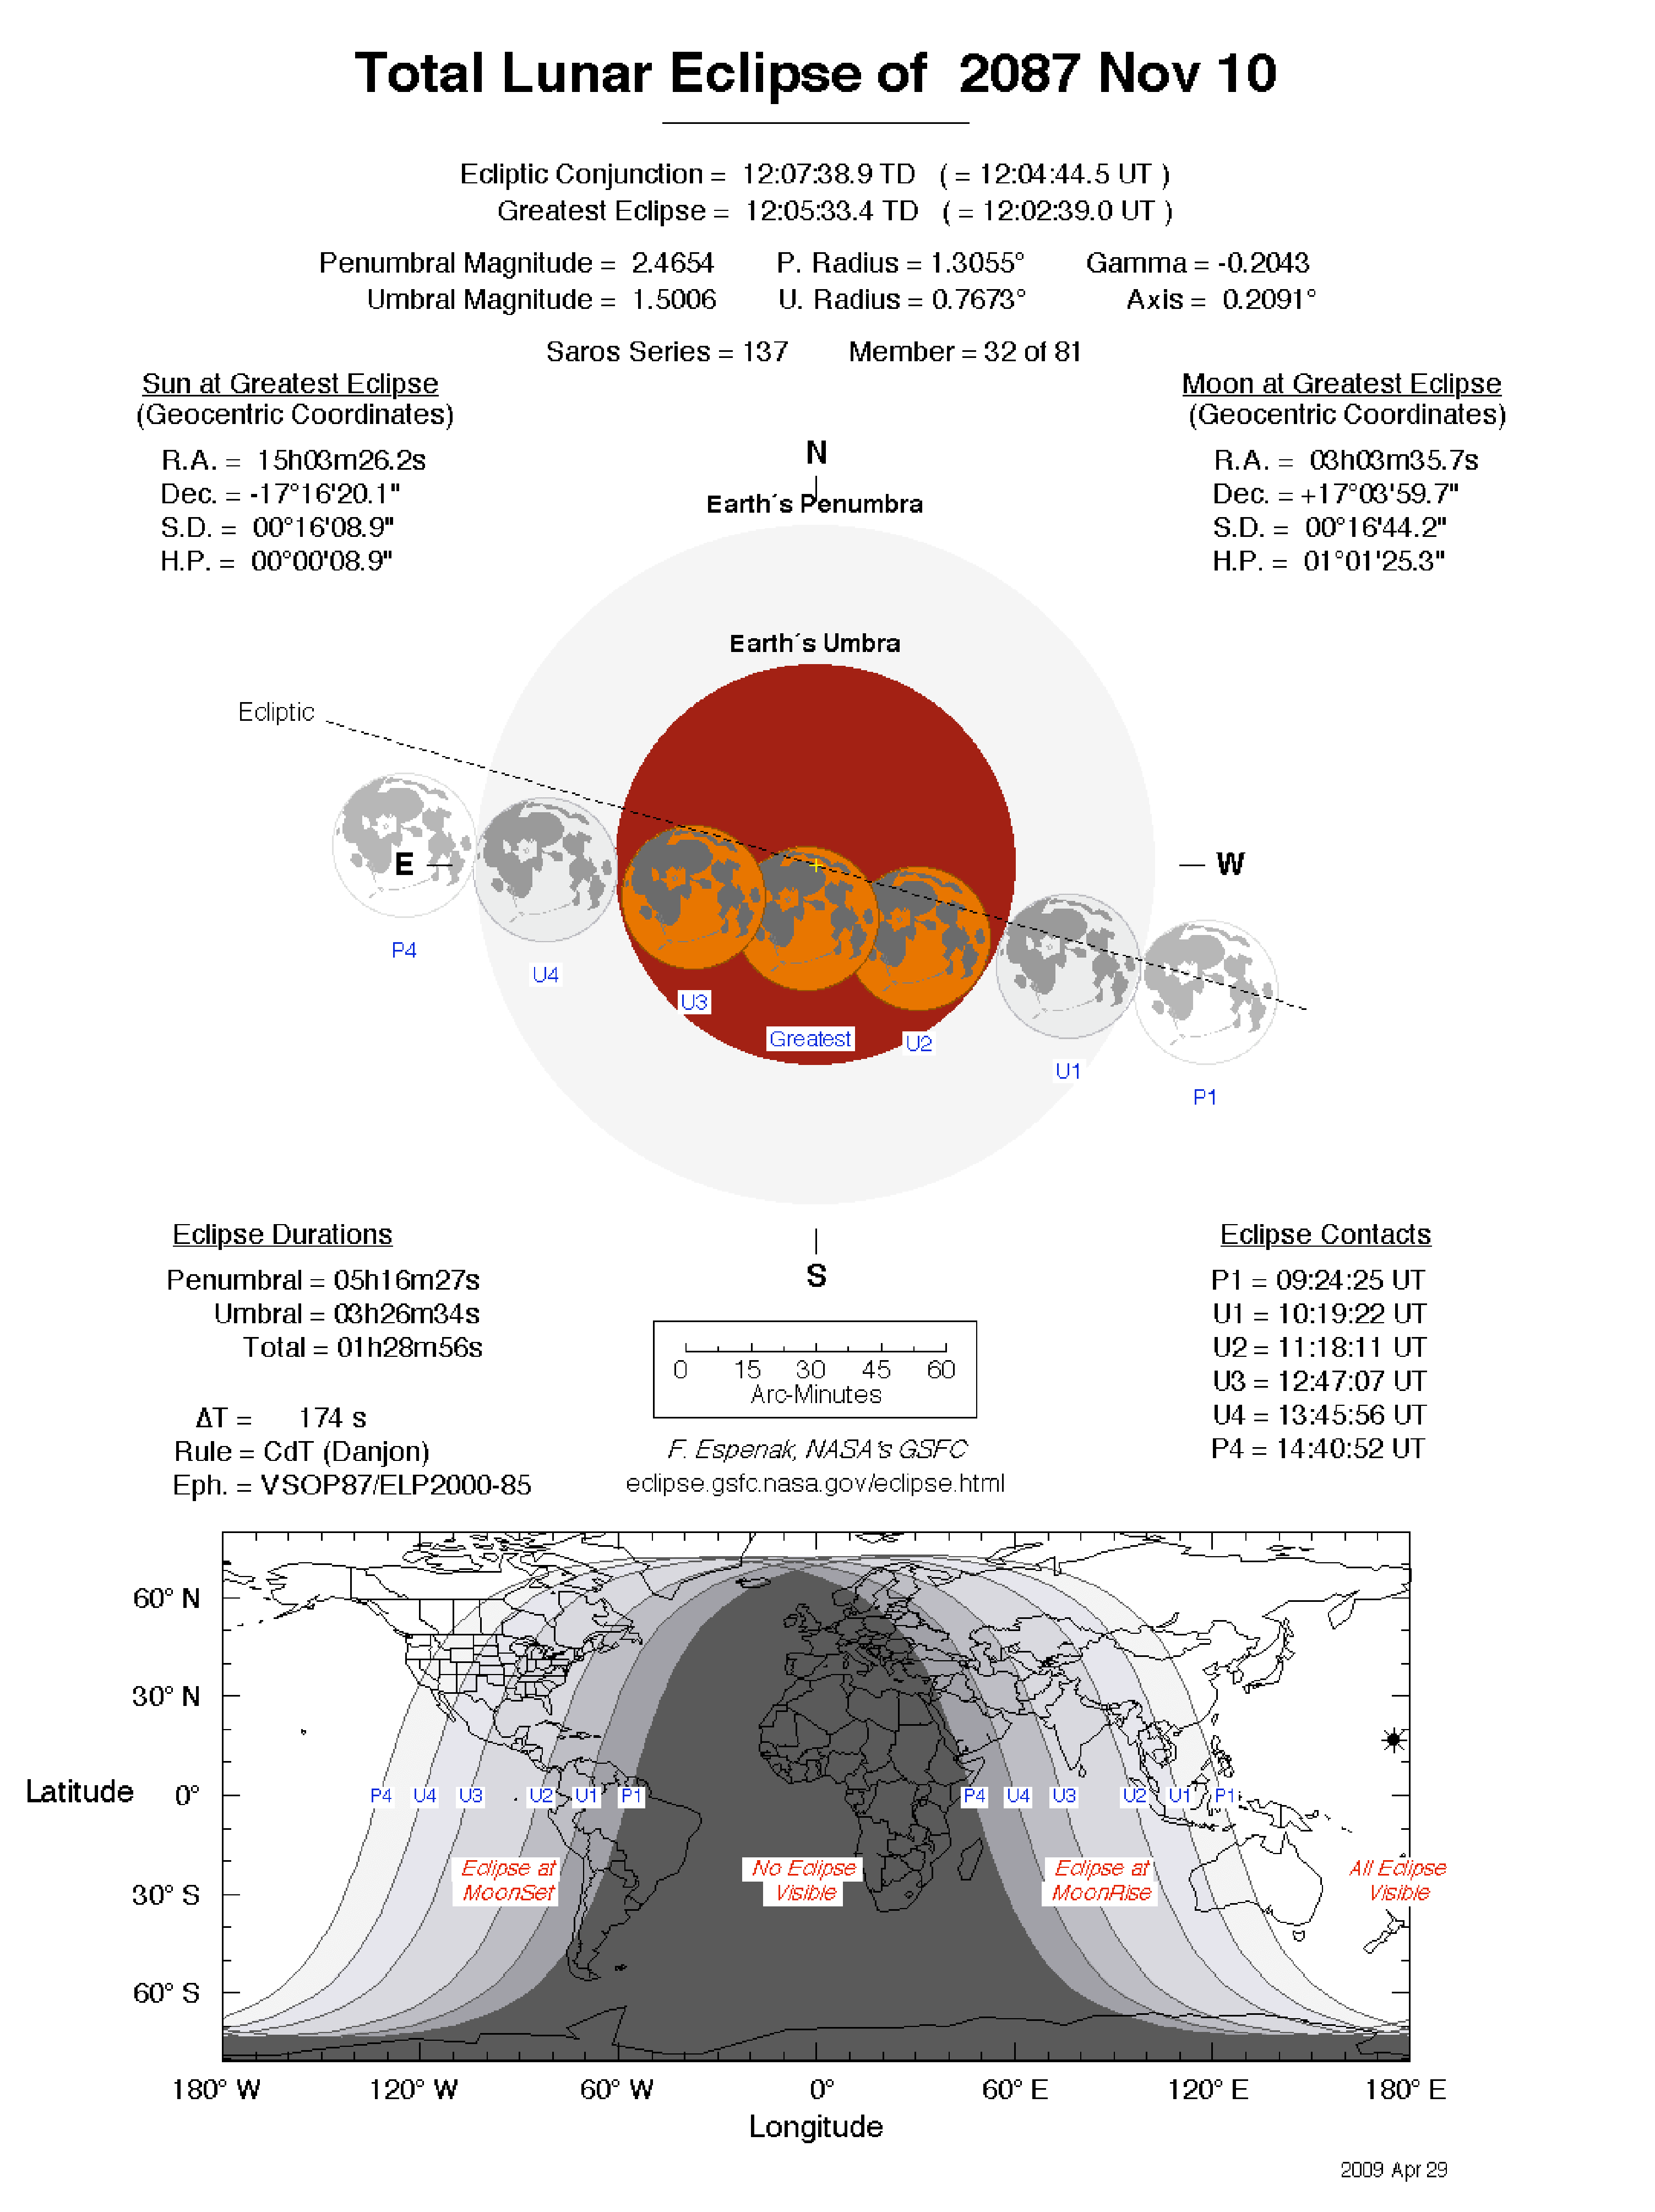 Total Lunar Eclipse of 2087 Nov 10
Ecliptic Conjunction = 12:07:38.9 TD ( = 12:04:44.5 UT )
Greatest Eclipse = 12:05:33.4 TD ( = 12:02:39.0 UT )
Penumbral Magnitude = 2.4654 P. Radius = 1.3055° Gamma = -0.2043
Umbral Magnitude = 1.5006 U. Radius = 0.7673° Axis = 0.2091°
Saros Series = 137 Member = 32 of 81
Sun at Greatest Eclipse
(Geocentric Coordinates)
R.A. = 15h03m26.2s
Dec. = -17°16'20.1"
S.D. = 00°16'08.9"
H.P. = 00°00'08.9"
Moon at Greatest Eclipse
(Geocentric Coordinates)
R.A. = 03h03m35.7s
Dec. = +17°03'59.7"
S.D. = 00°16'44.2"
H.P. = 01°01'25.3"
N
Earth´s Penumbra
Earth´s Umbra
Ecliptic
E
W
P4
U4
U3
Greatest
U2
U1
P1
S
Eclipse Durations
Penumbral = 05h16m27s
Umbral = 03h26m34s
Total = 01h28m56s
ΔT = 174 s
Rule = CdT (Danjon)
Eph. = VSOP87/ELP2000-85
0 15 30 45 60
Arc-Minutes
F. Espenak, NASA's GSFC
eclipse.gsfc.nasa.gov/eclipse.html
Eclipse Contacts
P1 = 09:24:25 UT
U1 = 10:19:22 UT
U2 = 11:18:11 UT
U3 = 12:47:07 UT
U4 = 13:45:56 UT
P4 = 14:40:52 UT
60° N
30° N
Latitude 0°
30° S
60° S
P4 U4 U3 U2 U1 P1 P4 U4 U3 U2 U1 P1
Eclipse at
MoonSet
No Eclipse
Visible
Eclipse at
MoonRise
All Eclipse
Visible
180° W 120° W 60° W 0° 60° E 120° E 180° E
Longitude
2009 Apr 29